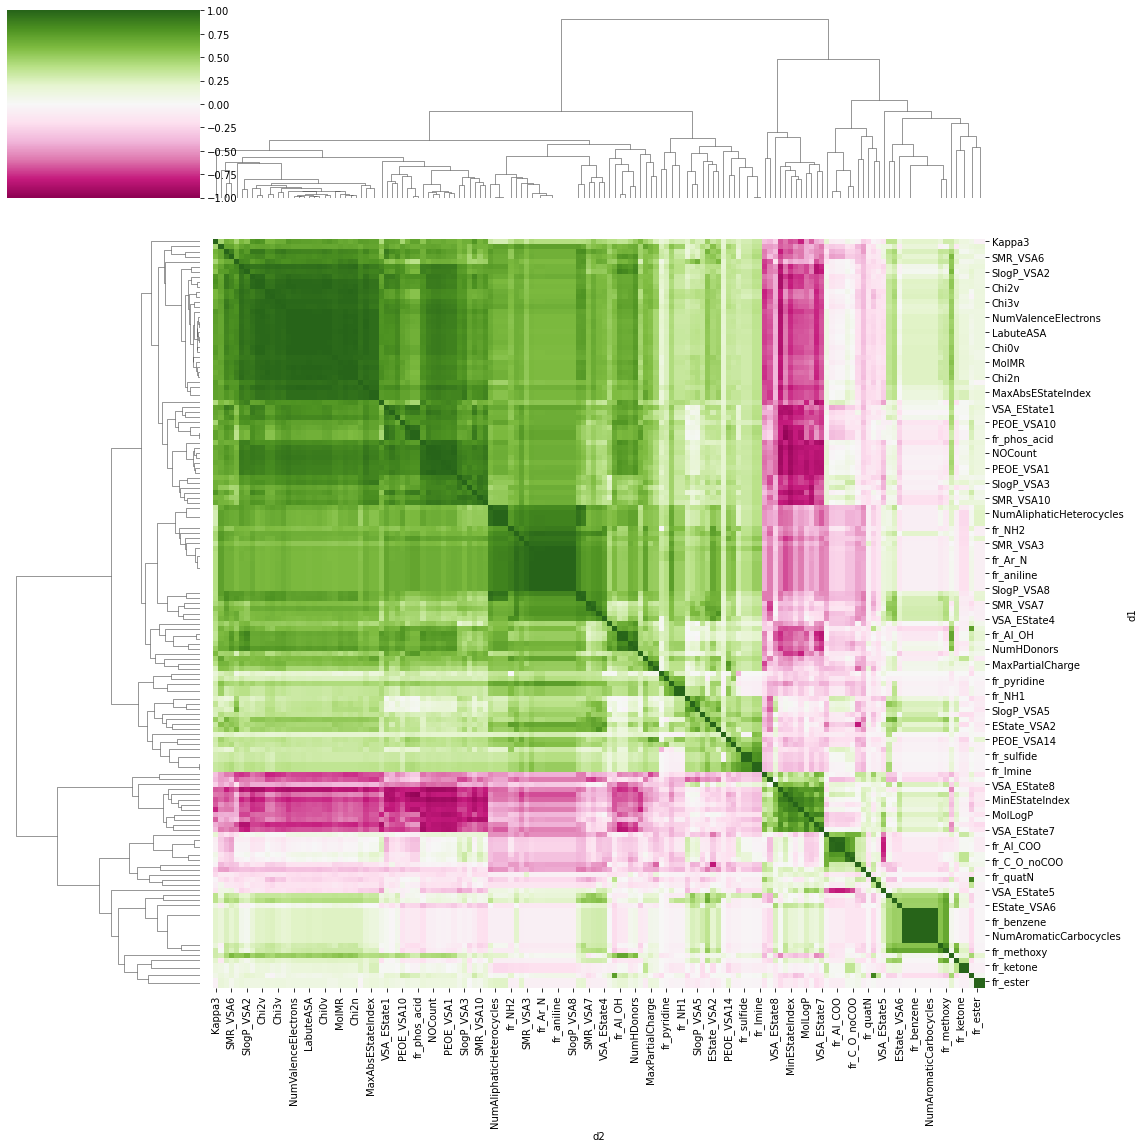 1.00
0.75
0.50
0.25
0.00
−0.25
−0.50
−0.75
−1.00
Kappa3
SMR_VSA6
SlogP_VSA2
Chi2v
Chi3v
NumValenceElectrons
LabuteASA
Chi0v
MolMR
Chi2n
MaxAbsEStateIndex
VSA_EState1
PEOE_VSA10
fr_phos_acid
NOCount
PEOE_VSA1
SlogP_VSA3
SMR_VSA10
NumAliphaticHeterocycles
fr_NH2
SMR_VSA3
fr_Ar_N
fr_aniline
SlogP_VSA8
SMR_VSA7
VSA_EState4
fr_Al_OH
NumHDonors
MaxPartialCharge
fr_pyridine
fr_NH1
SlogP_VSA5
EState_VSA2
PEOE_VSA14
fr_sulfide
fr_Imine
VSA_EState8
MinEStateIndex
MolLogP
VSA_EState7
fr_Al_COO
fr_C_O_noCOO
fr_quatN
VSA_EState5
EState_VSA6
fr_benzene
NumAromaticCarbocycles
fr_methoxy
fr_ketone
fr_ester
d1
Kappa3
SMR_VSA6
SlogP_VSA2
Chi2v
Chi3v
NumValenceElectrons
LabuteASA
Chi0v
MolMR
Chi2n
MaxAbsEStateIndex
VSA_EState1
PEOE_VSA10
fr_phos_acid
NOCount
PEOE_VSA1
SlogP_VSA3
SMR_VSA10
NumAliphaticHeterocycles
fr_NH2
SMR_VSA3
fr_Ar_N
fr_aniline
SlogP_VSA8
SMR_VSA7
VSA_EState4
fr_Al_OH
NumHDonors
MaxPartialCharge
fr_pyridine
fr_NH1
SlogP_VSA5
EState_VSA2
PEOE_VSA14
fr_sulfide
fr_Imine
VSA_EState8
MinEStateIndex
MolLogP
VSA_EState7
fr_Al_COO
fr_C_O_noCOO
fr_quatN
VSA_EState5
EState_VSA6
fr_benzene
NumAromaticCarbocycles
fr_methoxy
fr_ketone
fr_ester
d2